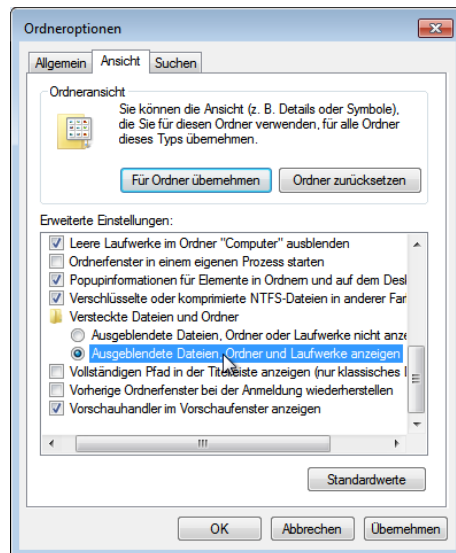 Ordneroptionen
Allgemein Ansicht Suchen
Ordneransicht
Sie können die Ansicht (z. B. Details oder Symbole),
die Sie für diesen Ordner verwenden, für alle Ordner
dieses Typs übernehmen.
Für Ordner übernehmen Ordner zurücksetzen
Erweiterte Einstellungen:
Leere Laufwerke im Ordner "Computer" ausblenden
Ordnerfenster in einem eigenen Prozess starten
Popupinformationen für Elemente in Ordnern und auf dem Desl
Verschlüsselte oder komprimierte NTFS-Dateien in anderer Far
Versteckte Dateien und Ordner
Ausgeblendete Dateien, Ordner oder Laufwerke nicht anze
Ausgeblendete Dateien, Ordner und Laufwerke anzeigen
Vollständigen Pfad in der Titelleiste anzeigen (nur klassisches l
Vorherige Ordnerfenster bei der Anmeldung wiederherstellen
Vorschauhandler im Vorschaufenster anzeigen
Standardwerte
OK Abbrechen Übernehmen